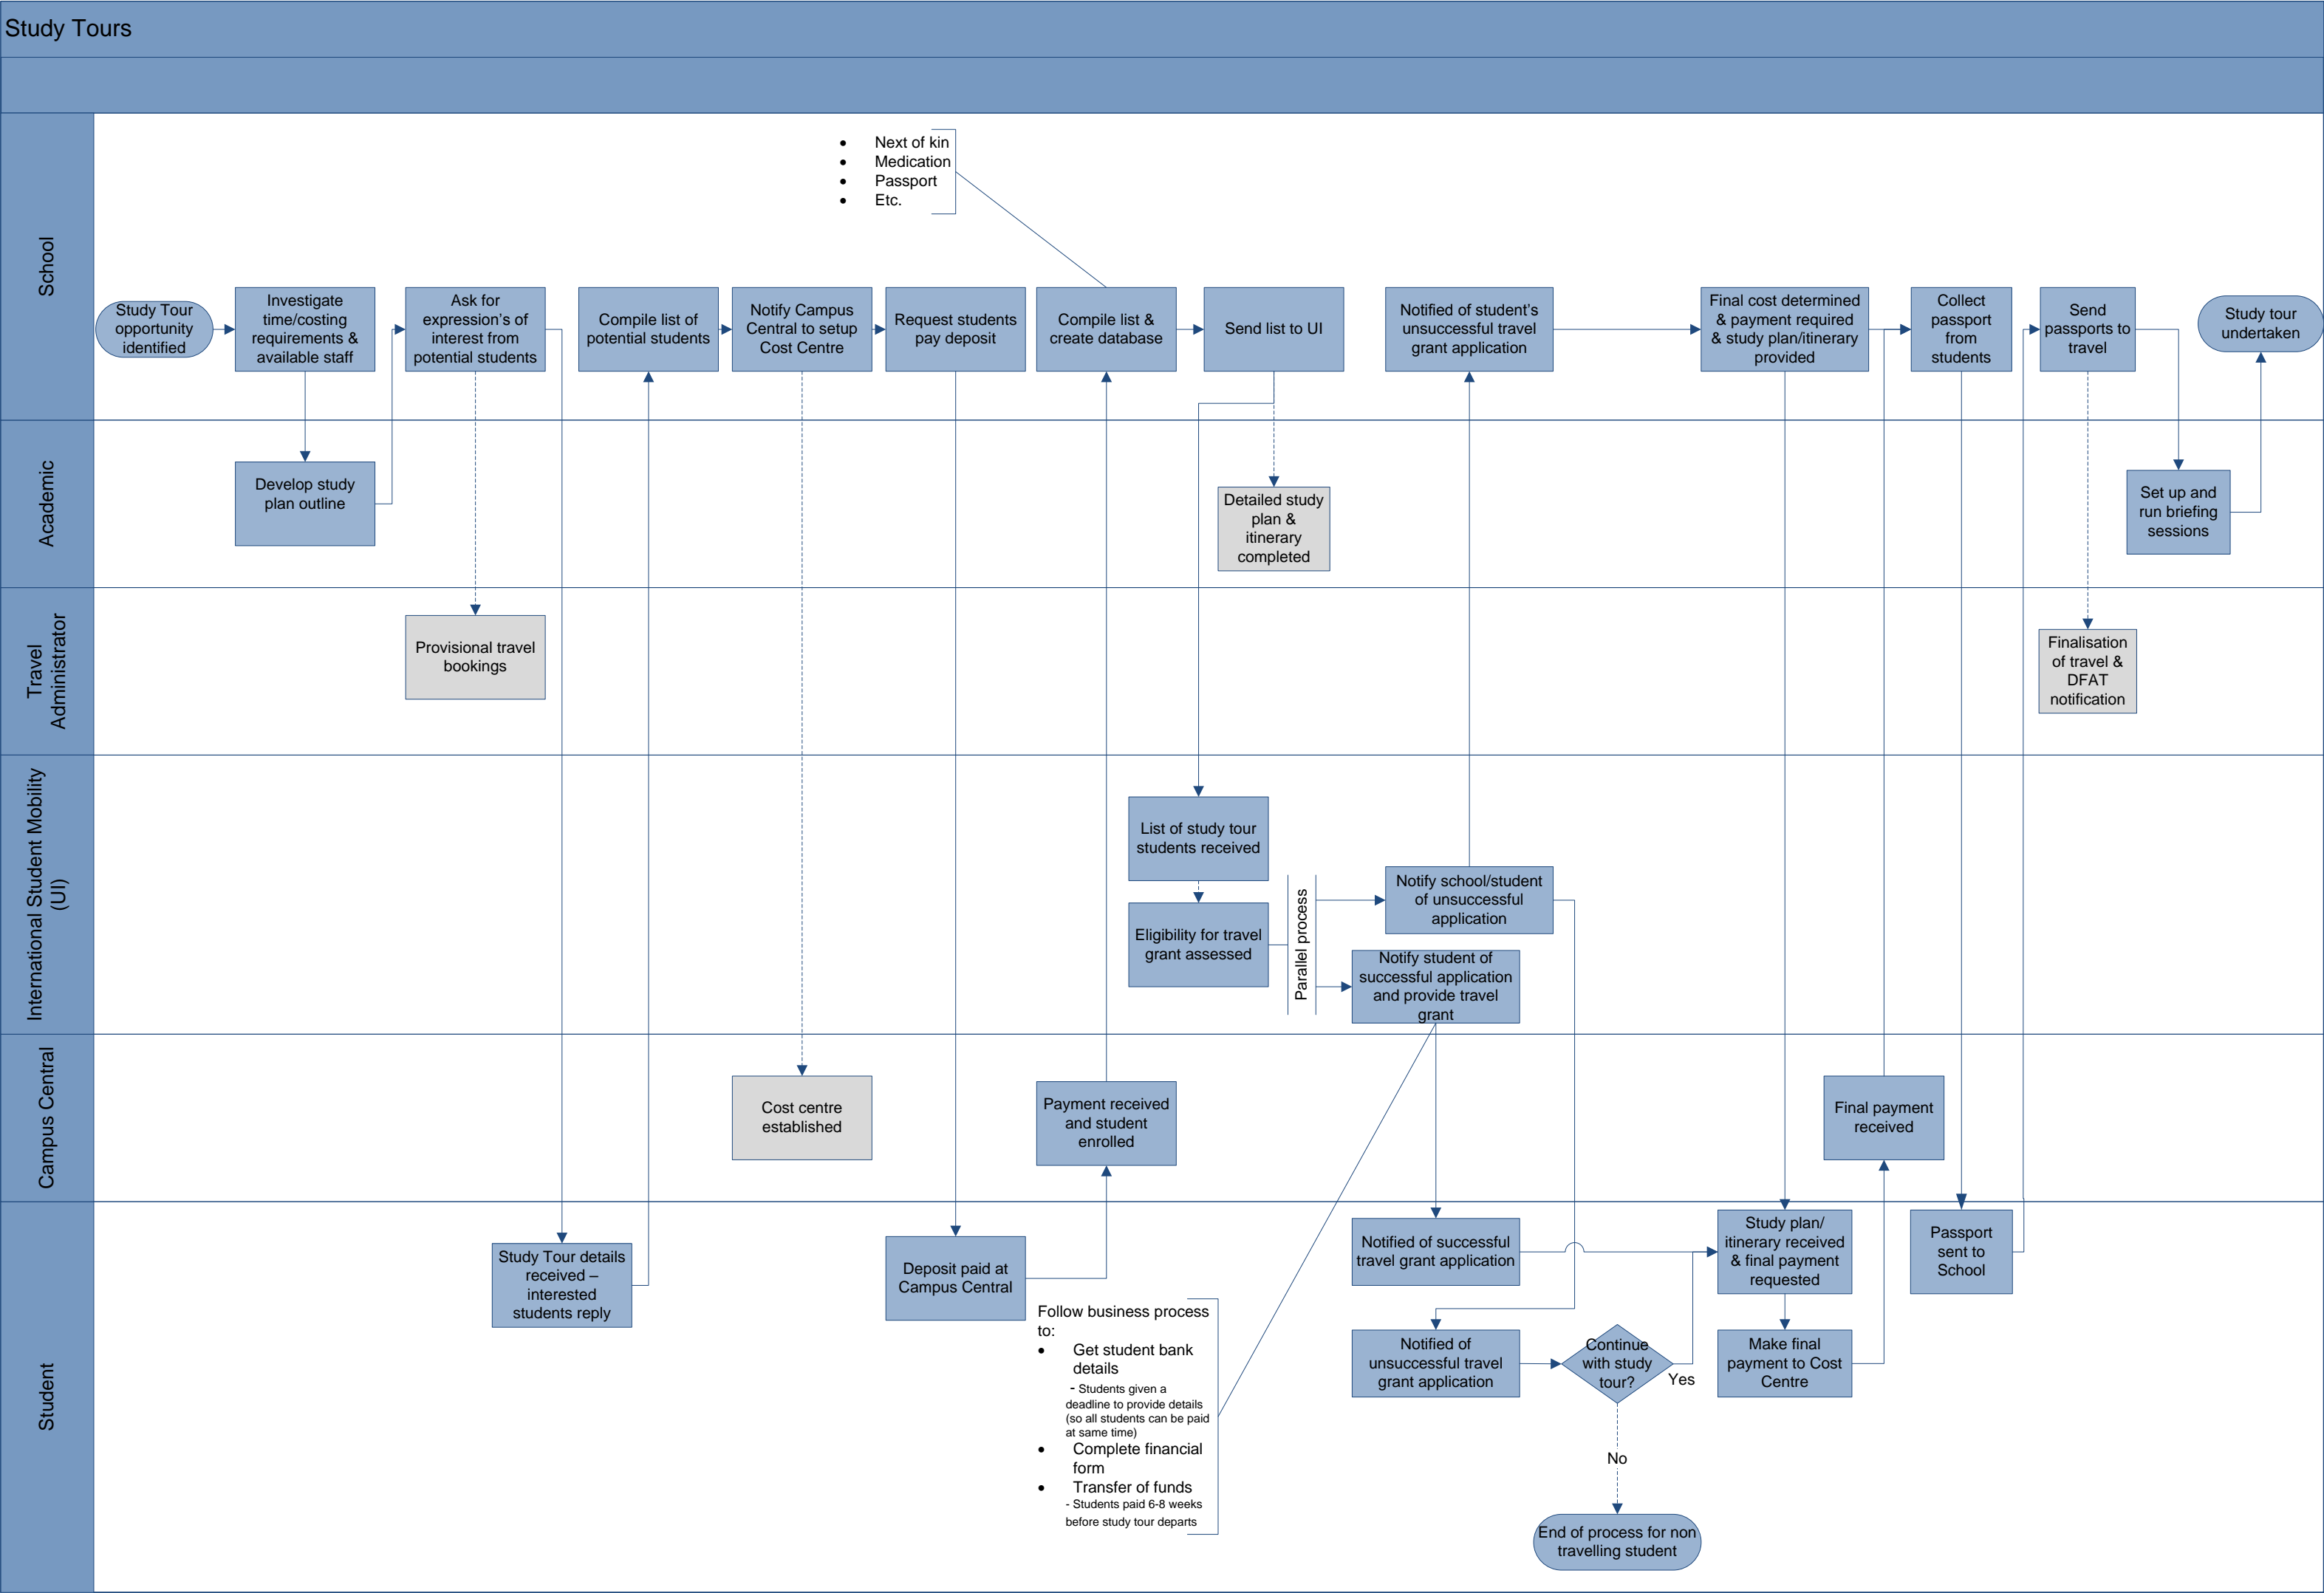 Study Tours
School
• Next of kin
• Medication
• Passport
• Etc.
Study Tour
opportunity
identified
Investigate
time/costing
requirements &
available staff
Ask for
expression's of
interest from
potential students
Compile list of
potential students
Notify Campus
Central to setup
Cost Centre
Request students
pay deposit
Compile list &
create database
Send list to UI
Notified of student's
unsuccessful travel
grant application
Final cost determined
& payment required
& study plan/itinerary
provided
Collect
passport
from
students
Send
passports to
travel
Study tour
undertaken
Academic
Develop study
plan outline
Detailed study
plan &
itinerary
completed
Set up and
run briefing
sessions
Travel
Administrator
Provisional travel
bookings
Finalisation
of travel &
DFAT
notification
International Student Mobility
(UI)
List of study tour
students received
Eligibility for travel
grant assessed
Parallel process
Notify school/student
of unsuccessful
application
Notify student of
successful application
and provide travel
grant
Campus Central
Cost centre
established
Payment received
and student
enrolled
Final payment
received
Student
Study Tour details
received –
interested
students reply
Deposit paid at
Campus Central
Follow business process
to:
• Get student bank
details
- Students given a
deadline to provide details
(so all students can be paid
at same time)
• Complete financial
form
• Transfer of funds
- Students paid 6-8 weeks
before study tour departs
Notified of successful
travel grant application
Notified of
unsuccessful travel
grant application
Continue
with study
tour?
Yes
No
End of process for non
travelling student
Study plan/
itinerary received
& final payment
requested
Make final
payment to Cost
Centre
Passport
sent to
School